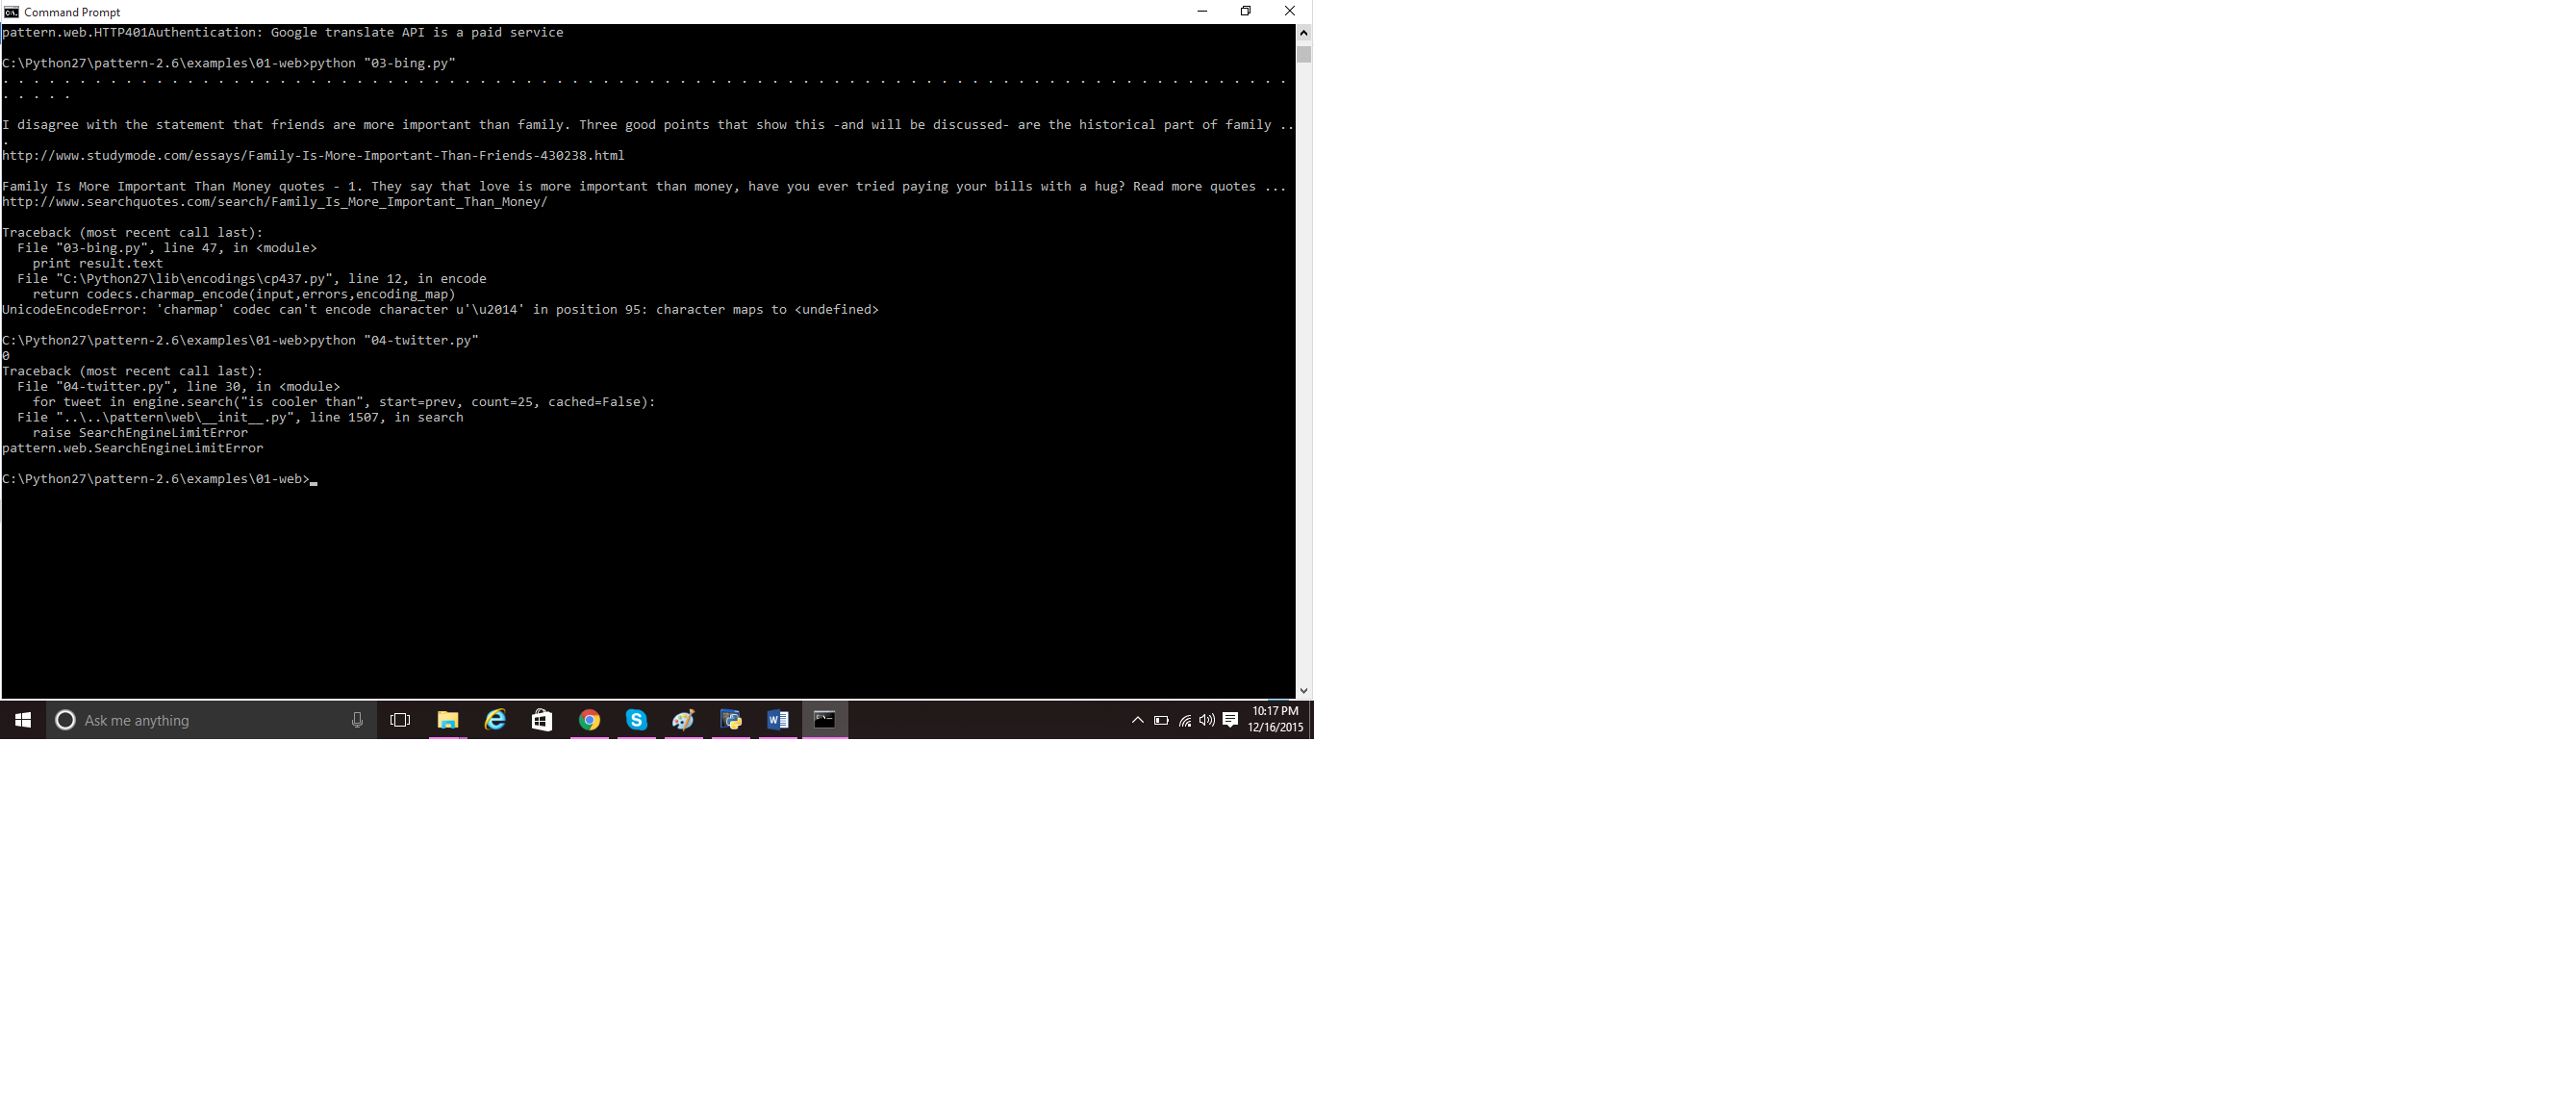 Command Prompt
pattern.web.HTTP401Authentication: Google translate API is a paid service
C:\Python27\pattern-2.6\examples\01-web>python "03-bing.py"
. . . . . . . . . . . . . . . . . . . . . . . . . . . . . . . . . . . . . . . . . . . . . . . . . . . . . . . . . . . . . . . . . . . . . . . . . . . . . . . . . . . .
. . . . .
I disagree with the statement that friends are more important than family. Three good points that show this -and will be discussed- are the historical part of family ..
.
http://www.studymode.com/essays/Family-Is-More-Important-Than-Friends-430238.html
Family Is More Important Than Money quotes - 1. They say that love is more important than money, have you ever tried paying your bills with a hug? Read more quotes ...
http://www.searchquotes.com/search/Family_Is_More_Important_Than_Money/
Traceback (most recent call last):
  File "03-bing.py", line 47, in <module>
    print result.text
  File "C:\Python27\lib\encodings\cp437.py", line 12, in encode
    return codecs.charmap_encode(input,errors,encoding_map)
UnicodeEncodeError: 'charmap' codec can't encode character u'\u2014' in position 95: character maps to <undefined>
C:\Python27\pattern-2.6\examples\01-web>python "04-twitter.py"
0
Traceback (most recent call last):
  File "04-twitter.py", line 30, in <module>
    for tweet in engine.search("is cooler than", start=prev, count=25, cached=False):
  File "..\..\pattern\web\__init__.py", line 1507, in search
    raise SearchEngineLimitError
pattern.web.SearchEngineLimitError
C:\Python27\pattern-2.6\examples\01-web>
Ask me anything
10:17 PM
12/16/2015